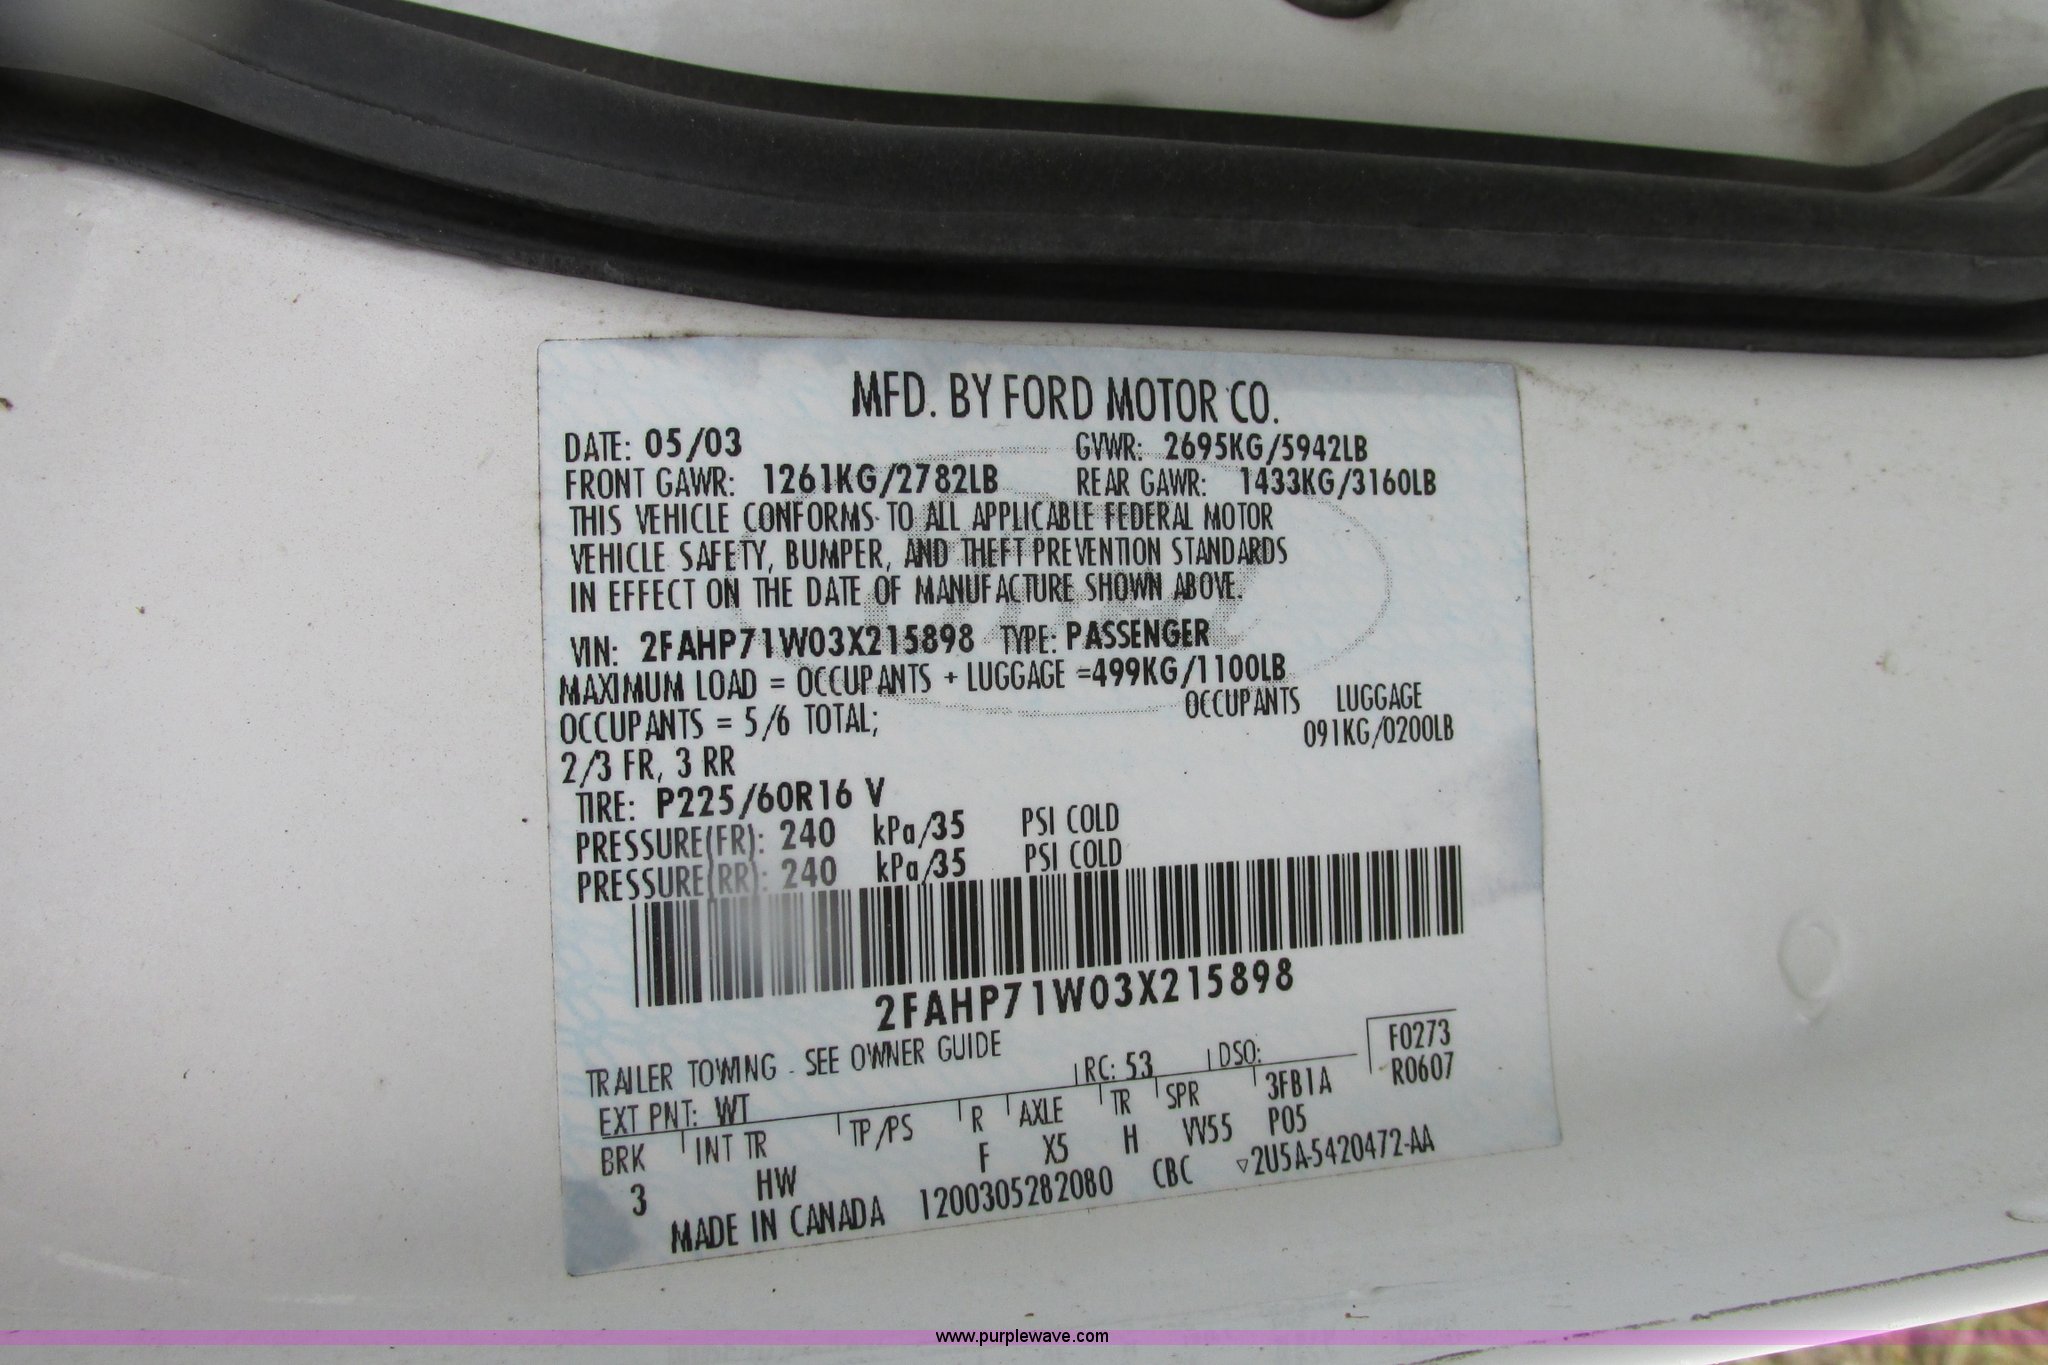 MFD. BY FORD MOTOR CO.
DATE: 05/03 GVWR: 2695KG/5942LB
FRONT GAWR: 1261KG/2782LB REAR GAWR: 1433KG/3160LB
THIS VEHICLE CONFORMS TO ALL APPLICABLE FEDERAL MOTOR
VEHICLE SAFETY, BUMPER, AND THEFT PREVENTION STANDARDS
IN EFFECT ON THE DATE OF MANUFACTURE SHOWN ABOVE.
VIN: 2FAHP71W03X215898 TYPE: PASSENGER
MAXIMUM LOAD = OCCUPANTS + LUGGAGE =499KG/1100LB
OCCUPANTS LUGGAGE
OCCUPANTS = 5/6 TOTAL; 091KG/0200LB
2/3 FR, 3 RR
TIRE: P225/60R16 V
PRESSURE(FR): 240 kPa/35 PSI COLD
PRESSURE(RR): 240 kPa/35 PSI COLD
2FAHP71W03X215898
TRAILER TOWING - SEE OWNER GUIDE
F0273
EXT PNT: WT RC: 53 DSO: R0607
BRK INT TR TP/PS R AXLE TR SPR 3FB1A
3 HW F X5 H VV55 P05
MADE IN CANADA 1200305282080 CBC ▽2U5A-5420472-AA
www.purplewave.com